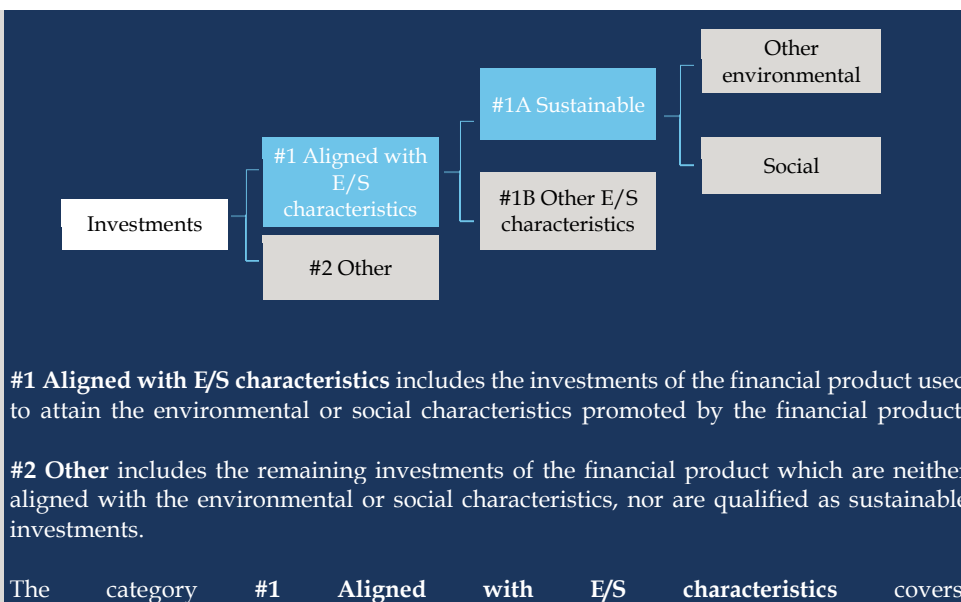 Other
environmental
#1A Sustainable
#1 Aligned with
E/S
characteristics
Social
#1B Other E/S
characteristics
Investments
#2 Other
#1 Aligned with E/S characteristics includes the investments of the financial product used
to attain the environmental or social characteristics promoted by the financial product
#2 Other includes the remaining investments of the financial product which are neither
aligned with the environmental or social characteristics, nor are qualified as sustainable
investments.
The category #1 Aligned with E/S characteristics covers